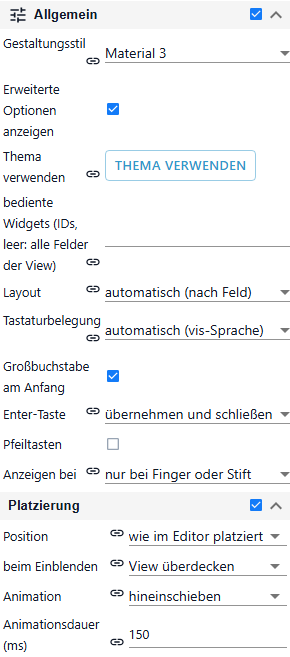 Allgemein
Gestaltungsstil
Material 3
Erweiterte
Optionen
anzeigen
Thema
verwenden
THEMA VERWENDEN
bediente
Widgets (IDs,
leer: alle Felder
der View)
Layout
automatisch (nach Feld)
Tastaturbelegung
automatisch (vis-Sprache)
Großbuchstabe
am Anfang
Enter-Taste
übernehmen und schließen
Pfeiltasten
Anzeigen bei
nur bei Finger oder Stift
Platzierung
Position
wie im Editor platziert
beim Einblenden
View überdecken
Animation
hineinschieben
Animationsdauer
(ms)
150